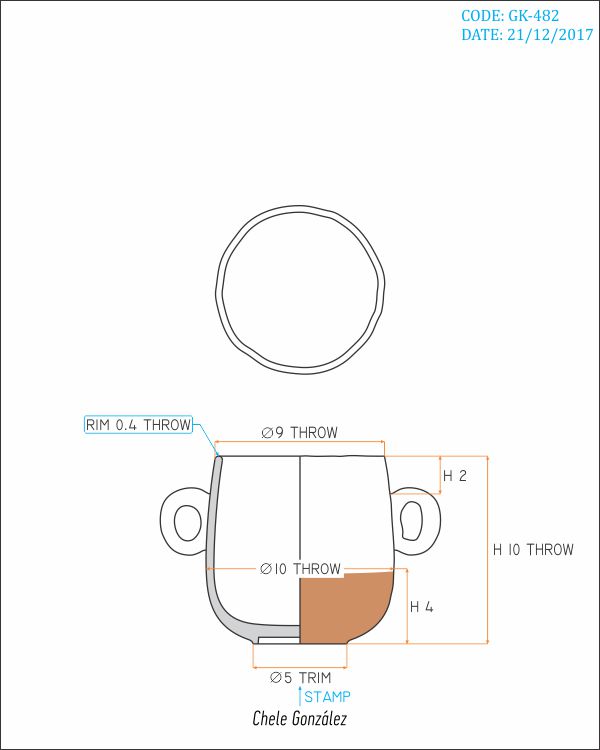 CODE: GK-482
DATE: 21/12/2017
RIM 0.4 THROW
Ø9 THROW
H 2
H 10 THROW
Ø10 THROW
H 4
Ø5 TRIM
STAMP
Chele González